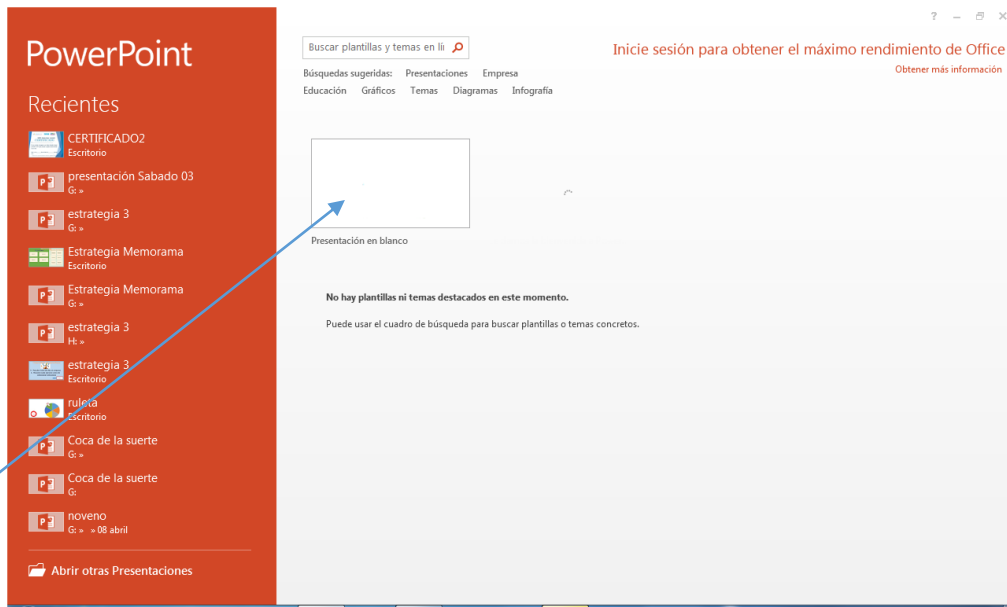 PowerPoint
Recientes
CERTIFICADO2
Escritorio
presentación Sabado 03
G: »
estrategia 3
G: »
Estrategia Memorama
Escritorio
Estrategia Memorama
G: »
estrategia 3
H: »
estrategia 3
Escritorio
ruleta
Escritorio
Coca de la suerte
G: »
Coca de la suerte
G:
noveno
G: » » 08 abril
Abrir otras Presentaciones
?
Buscar plantillas y temas en lí
Inicie sesión para obtener el máximo rendimiento de Office
Obtener más información
Búsquedas sugeridas: Presentaciones Empresa
Educación Gráficos Temas Diagramas Infografía
Presentación en blanco
No hay plantillas ni temas destacados en este momento.
Puede usar el cuadro de búsqueda para buscar plantillas o temas concretos.